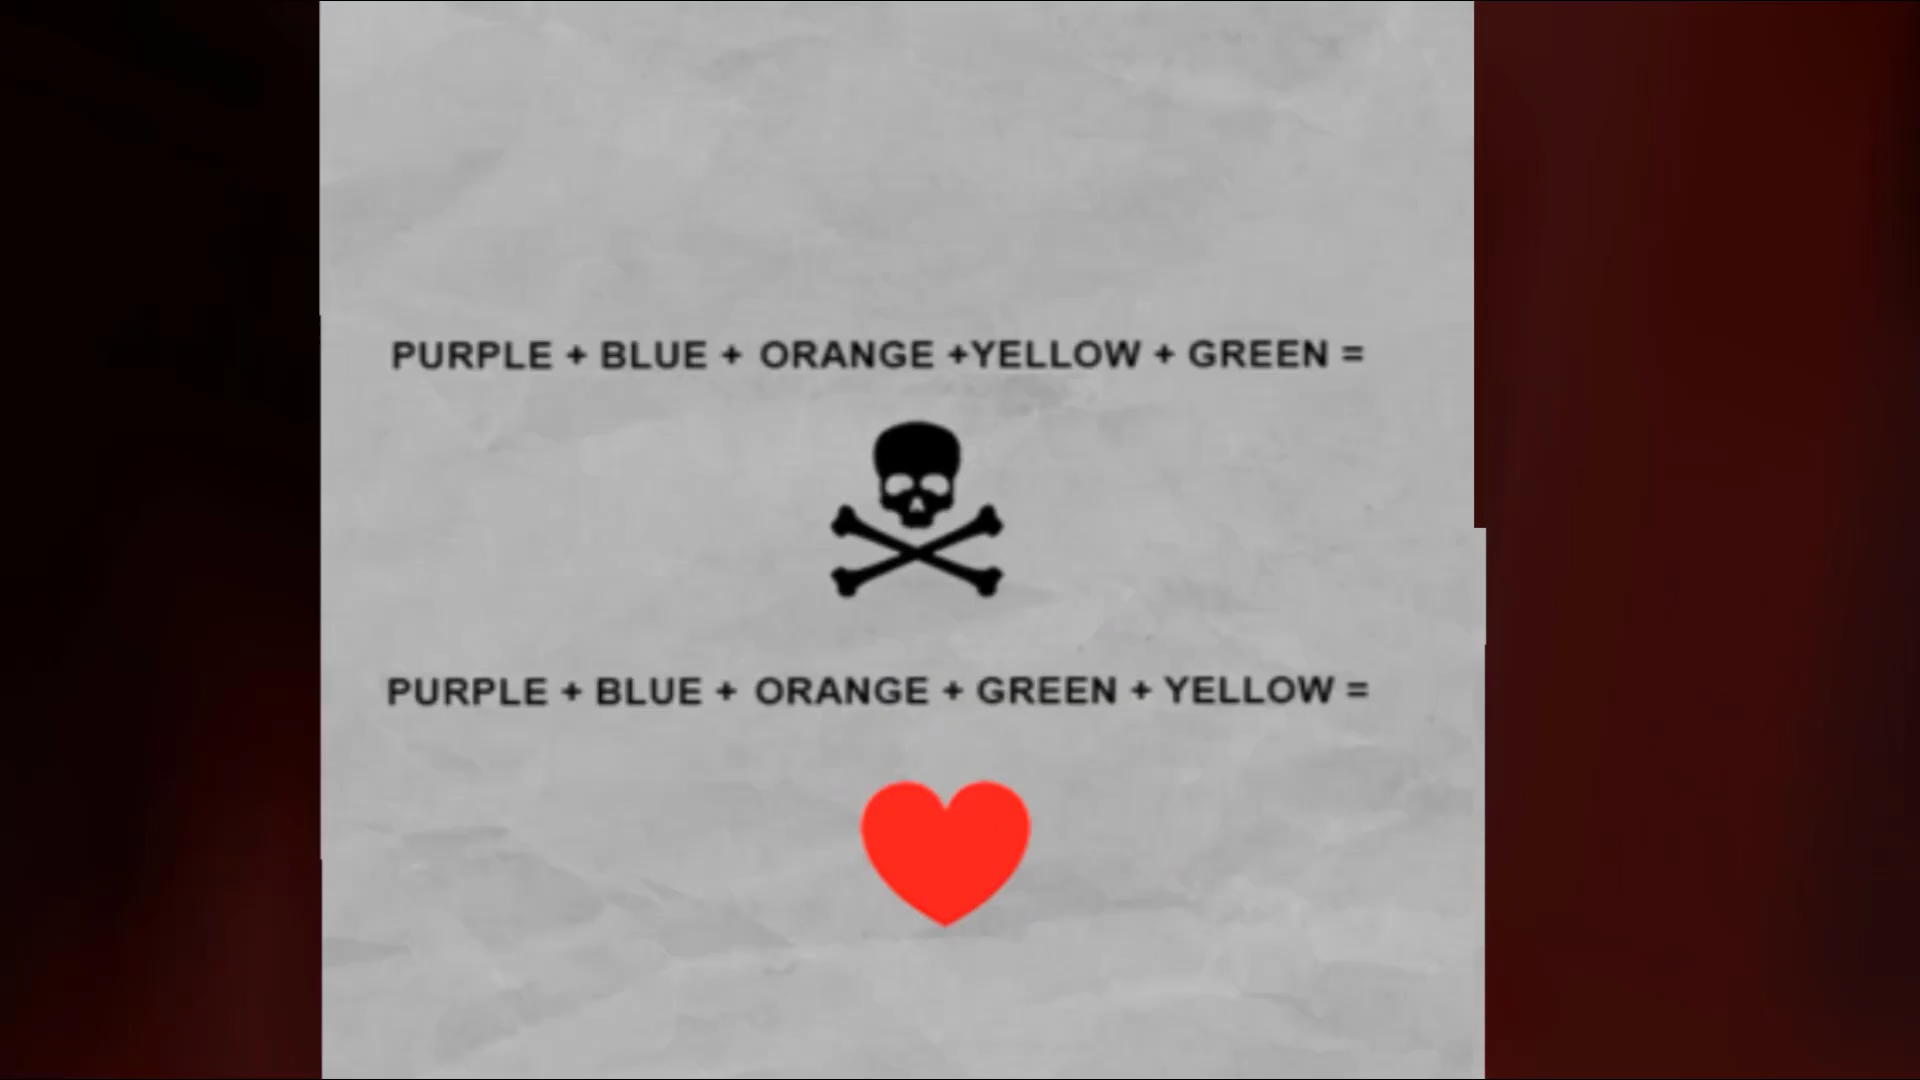 PURPLE + BLUE + ORANGE +YELLOW + GREEN =
PURPLE + BLUE + ORANGE + GREEN + YELLOW =